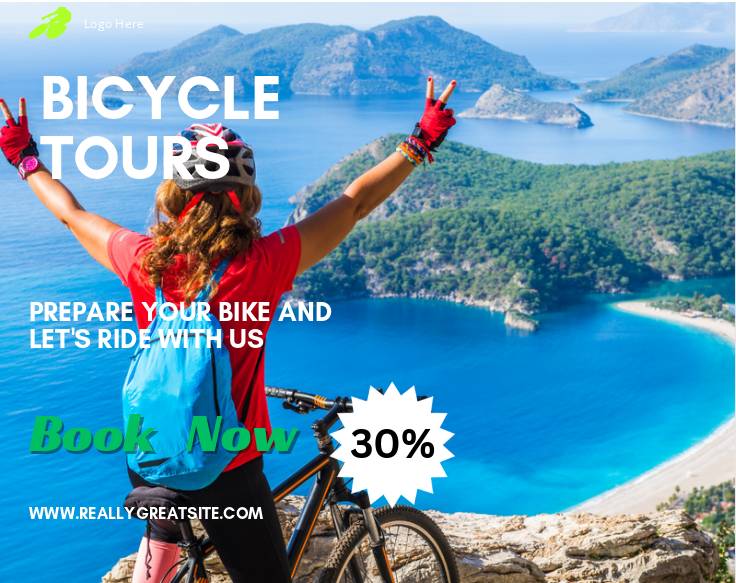 Logo Here
BICYCLE
TOURS
PREPARE YOUR BIKE AND
LET'S RIDE WITH US
Book Now
30%
WWW.REALLYGREATSITE.COM